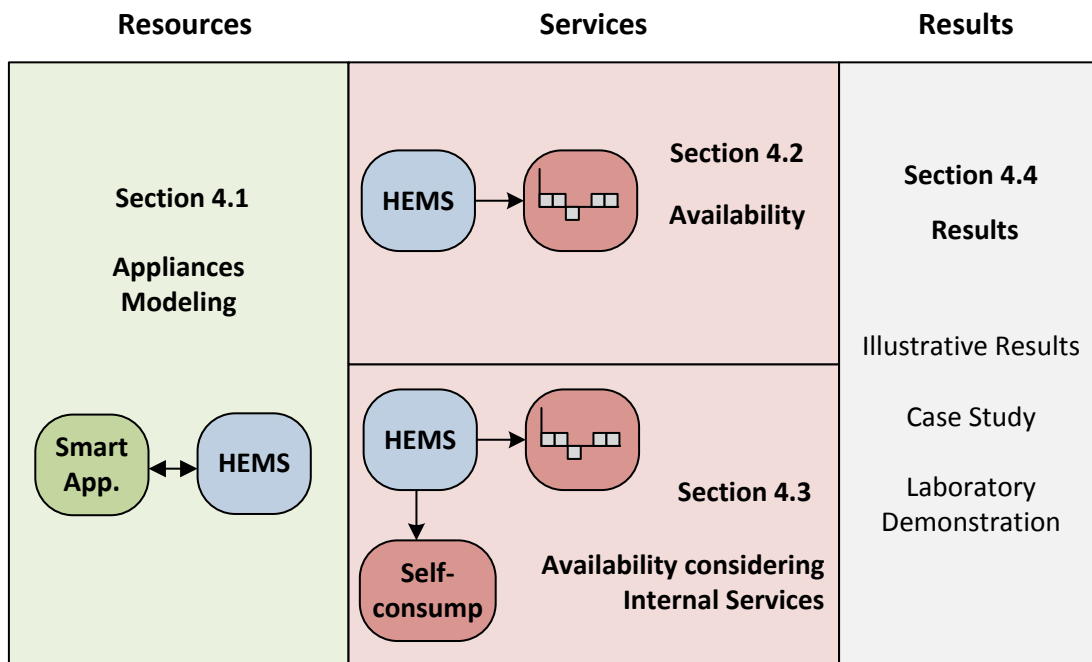 Resources
Services
Results
Section 4.1
Appliances
Modeling
Smart
App.
HEMS
HEMS
Section 4.2
Availability
HEMS
Section 4.3
Self-
consump
Availability considering
Internal Services
Section 4.4
Results
Illustrative Results
Case Study
Laboratory
Demonstration